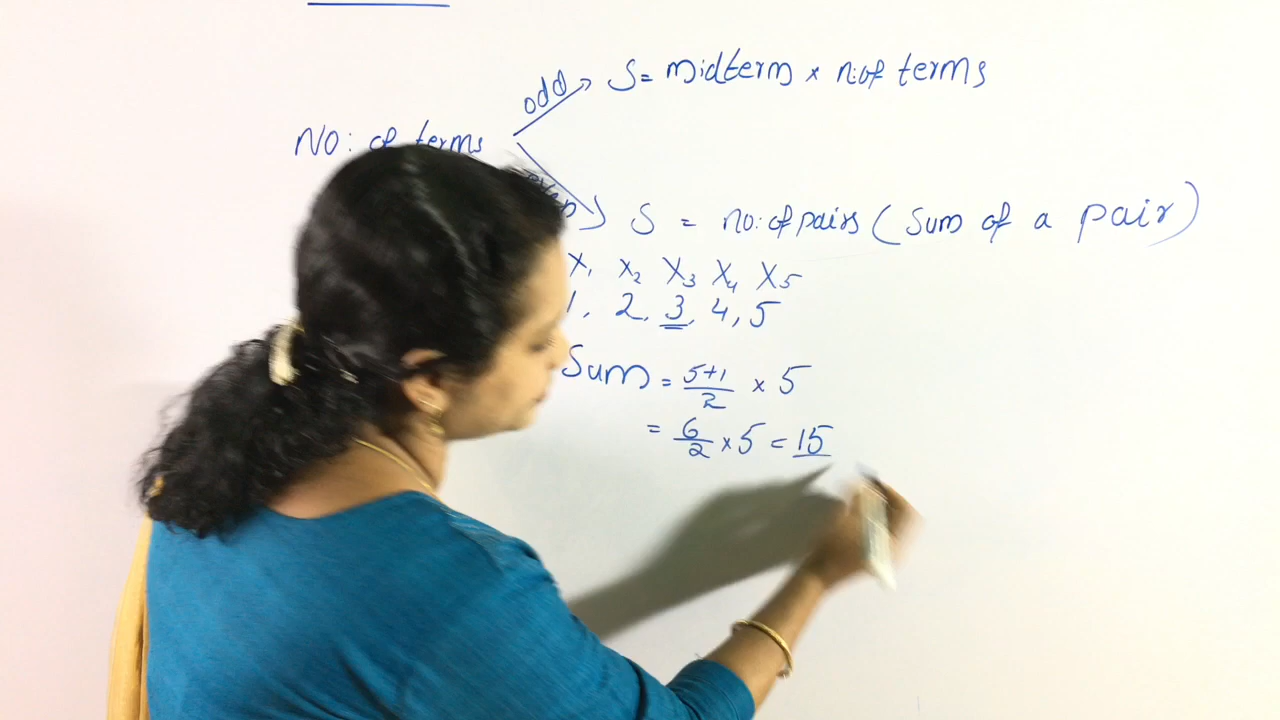 odd S = midterm × n:of terms
NO: of terms
even S = no:of pairs (Sum of a pair)
X₁ X₂ X₃ X₄ X5
1, 2, 3, 4, 5
Sum = 5+1/2 × 5
= 6/2 × 5 = 15